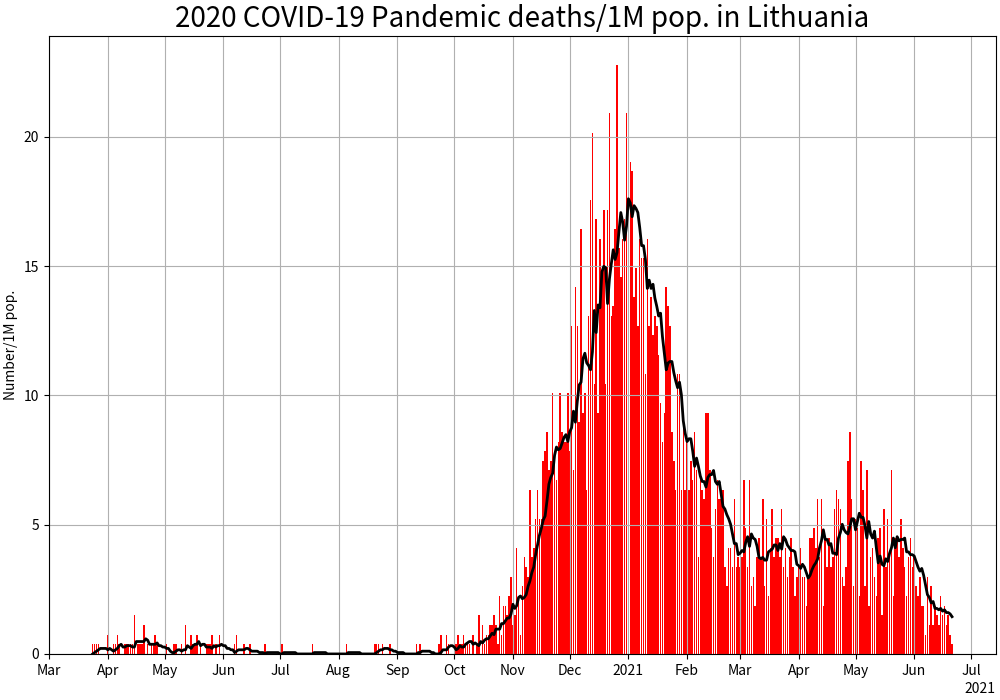 2020 COVID-19 Pandemic deaths/1M pop. in Lithuania
Number/1M pop.
20
15
10
5
0
Mar Apr May Jun Jul Aug Sep Oct Nov Dec 2021 Feb Mar Apr May Jun Jul
2021